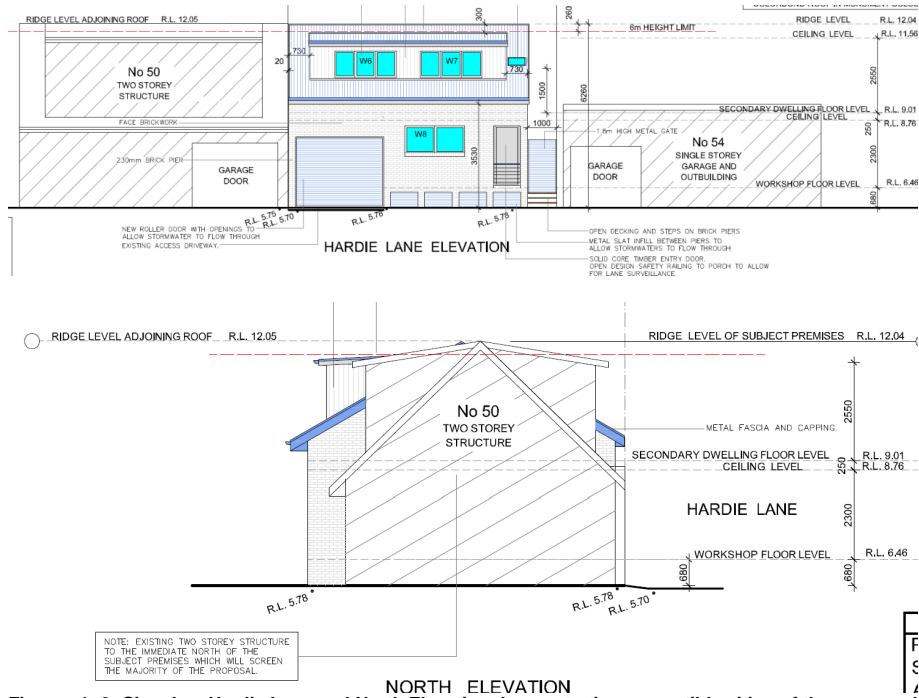 RIDGE LEVEL ADJOINING ROOF R.L. 12.05
300
260
6m HEIGHT LIMIT
RIDGE LEVEL R.L. 12.04
CEILING LEVEL R.L. 11.56
20
730
W6
W7
730
No 50
TWO STOREY
STRUCTURE
1500
6260
2550
FACE BRICKWORK
SECONDARY DWELLING FLOOR LEVEL R.L. 9.01
CEILING LEVEL R.L. 8.76
250
3530
W8
1000
1.8m HIGH METAL GATE
No 54
SINGLE STOREY
GARAGE AND
OUTBUILDING
2300
230mm BRICK PIER
GARAGE
DOOR
GARAGE
DOOR
WORKSHOP FLOOR LEVEL R.L. 6.46
680
R.L. 5.75
R.L. 5.70
R.L. 5.78
R.L. 5.78
NEW ROLLER DOOR WITH OPENINGS TO
ALLOW STORMWATER TO FLOW THROUGH
EXISTING ACCESS DRIVEWAY.
HARDIE LANE ELEVATION
OPEN DECKING AND STEPS ON BRICK PIERS
METAL SLAT INFILL BETWEEN PIERS TO
ALLOW STORMWATERS TO FLOW THROUGH
SOLID CORE TIMBER ENTRY DOOR.
OPEN DESIGN SAFETY RAILING TO PORCH TO ALLOW
FOR LANE SURVEILLANCE
RIDGE LEVEL ADJOINING ROOF R.L. 12.05
RIDGE LEVEL OF SUBJECT PREMISES R.L. 12.04
No 50
TWO STOREY
STRUCTURE
2550
METAL FASCIA AND CAPPING.
SECONDARY DWELLING FLOOR LEVEL R.L. 9.01
CEILING LEVEL R.L. 8.76
250
HARDIE LANE
2300
WORKSHOP FLOOR LEVEL R.L. 6.46
680
680
R.L. 5.78
R.L. 5.78
R.L. 5.70
NOTE: EXISTING TWO STOREY STRUCTURE
TO THE IMMEDIATE NORTH OF THE
SUBJECT PREMISES WHICH WILL SCREEN
THE MAJORITY OF THE PROPOSAL.
NORTH ELEVATION